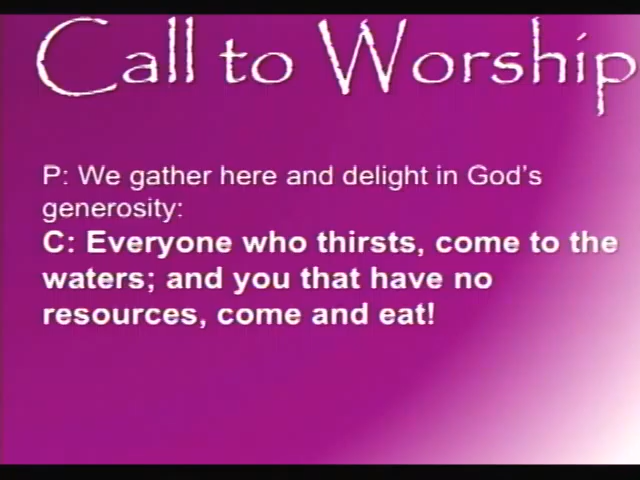 Call to Worship
P: We gather here and delight in God's
generosity:
C: Everyone who thirsts, come to the
waters; and you that have no
resources, come and eat!